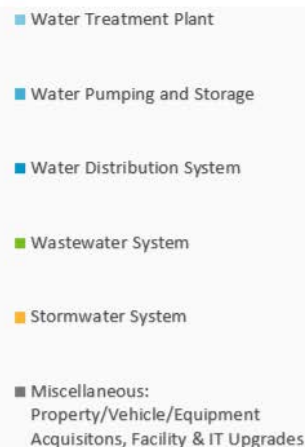 Water Treatment Plant
Water Pumping and Storage
Water Distribution System
Wastewater System
Stormwater System
Miscellaneous:
Property/Vehicle/Equipment
Acquisitons, Facility & IT Upgrades